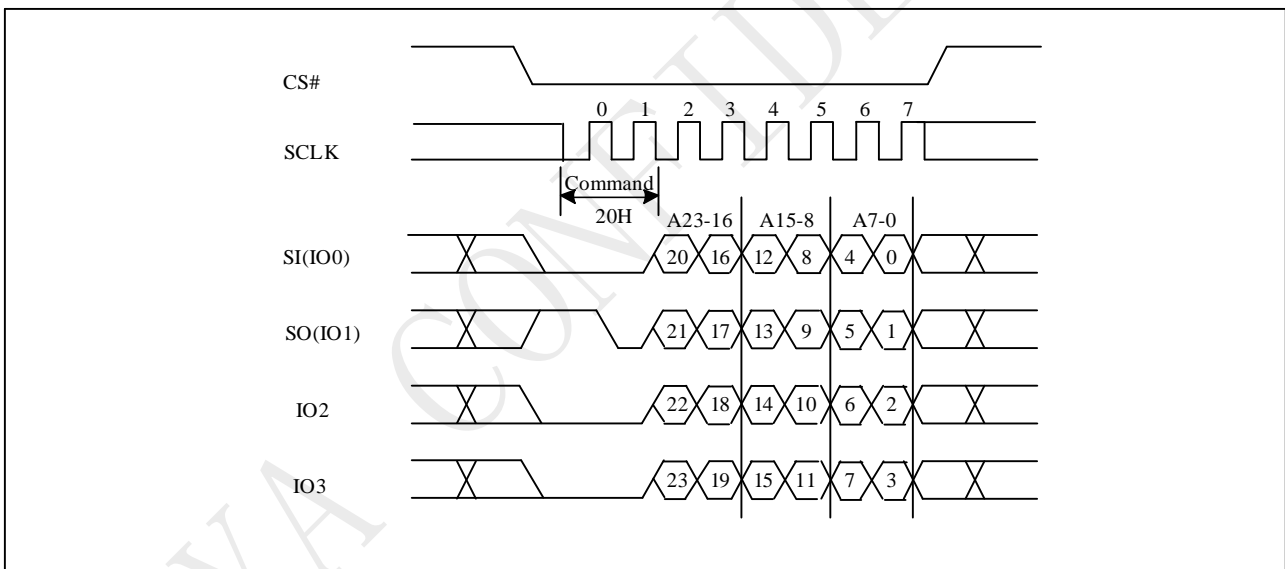 CS#
0 1 2 3 4 5 6 7
SCLK
Command
20H
A23-16 A15-8 A7-0
SI(IO0) 20 16 12 8 4 0
SO(IO1) 21 17 13 9 5 1
IO2 22 18 14 10 6 2
IO3 23 19 15 11 7 3